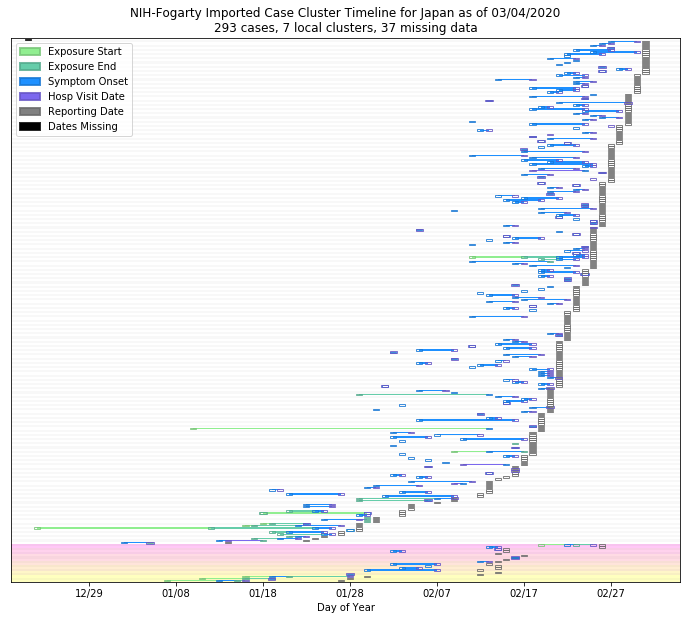 NIH-Fogarty Imported Case Cluster Timeline for Japan as of 03/04/2020
293 cases, 7 local clusters, 37 missing data
Exposure Start
Exposure End
Symptom Onset
Hosp Visit Date
Reporting Date
Dates Missing
12/29 01/08 01/18 01/28 02/07 02/17 02/27
Day of Year